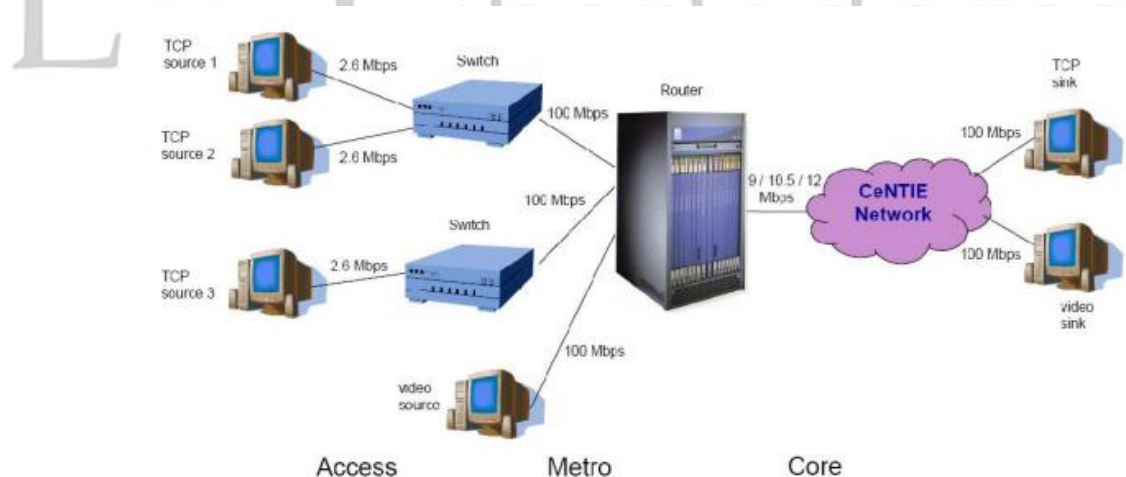 TCP
source 1
2.6 Mbps
Switch
100 Mbps
TCP
source 2
2.6 Mbps
Router
TCP
sink
100 Mbps
9 / 10.5 / 12
Mbps
CeNTIE
Network
100 Mbps
Switch
TCP
source 3
2.6 Mbps
100 Mbps
video
sink
100 Mbps
video
source
Access
Metro
Core